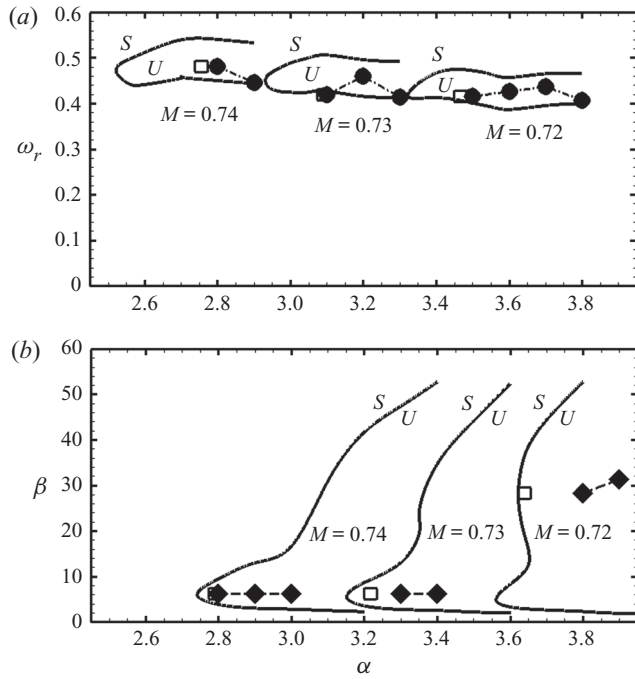 (a)
0.6
0.5
0.4
0.3
0.2
0.1
0
ω_r
S
U
M = 0.74
S
U
M = 0.73
S
U
M = 0.72
2.6 2.8 3.0 3.2 3.4 3.6 3.8
(b)
60
50
40
30
20
10
0
β
S
U
M = 0.74
S
U
M = 0.73
S
U
M = 0.72
2.6 2.8 3.0 3.2 3.4 3.6 3.8
α